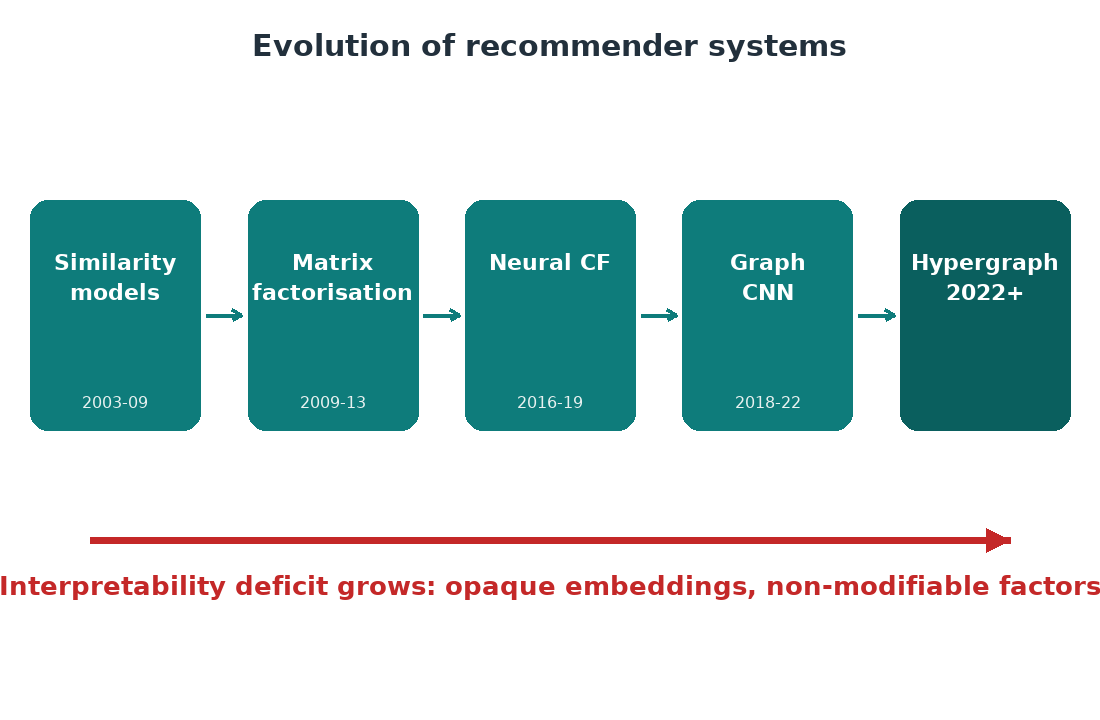 Evolution of recommender systems
Similarity
models
2003-09
Matrix
factorisation
2009-13
Neural CF
2016-19
Graph
CNN
2018-22
Hypergraph
2022+
Interpretability deficit grows: opaque embeddings, non-modifiable factors